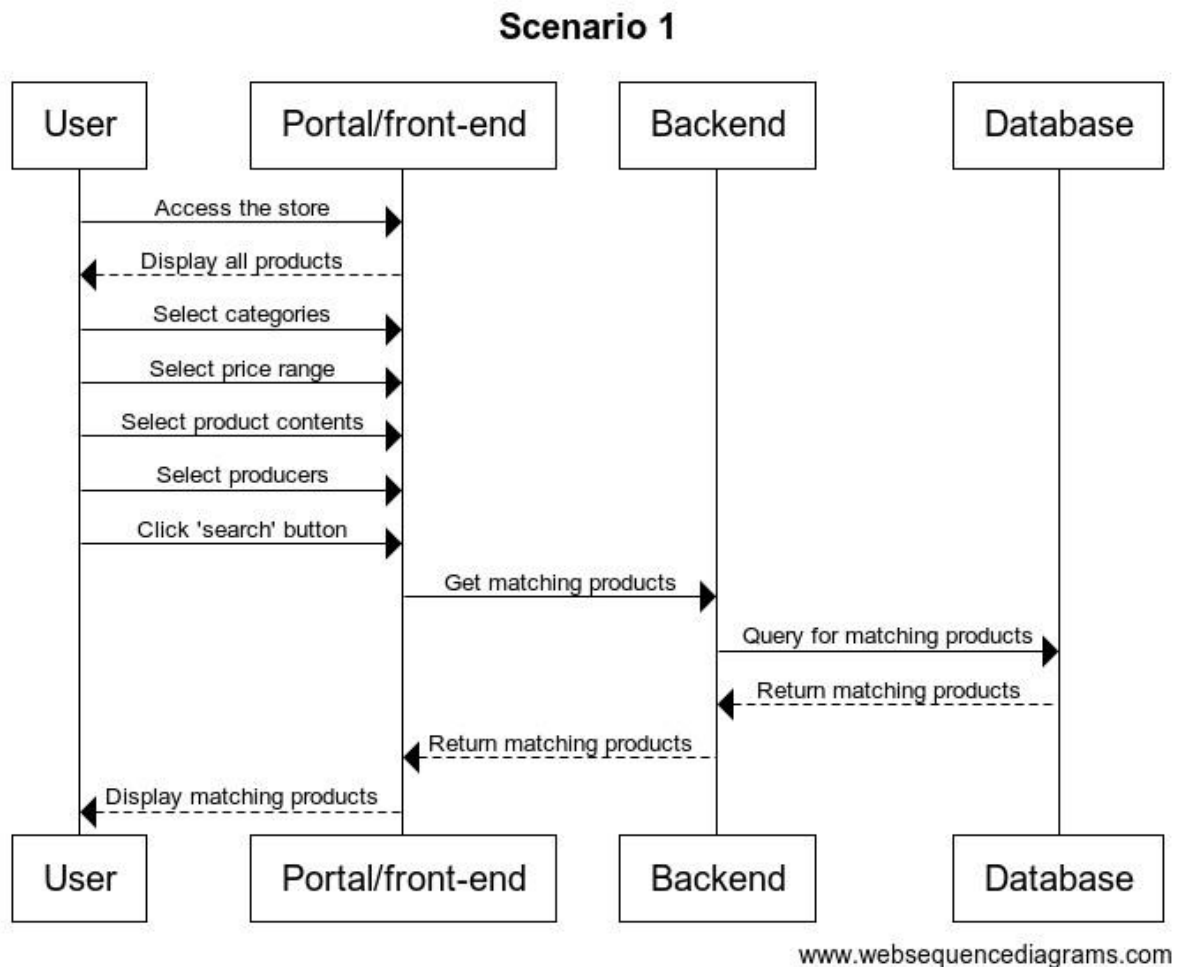 Scenario 1
User
Portal/front-end
Backend
Database
Access the store
Display all products
Select categories
Select price range
Select product contents
Select producers
Click 'search' button
Get matching products
Query for matching products
Return matching products
Return matching products
Display matching products
User
Portal/front-end
Backend
Database
www.websequencediagrams.com